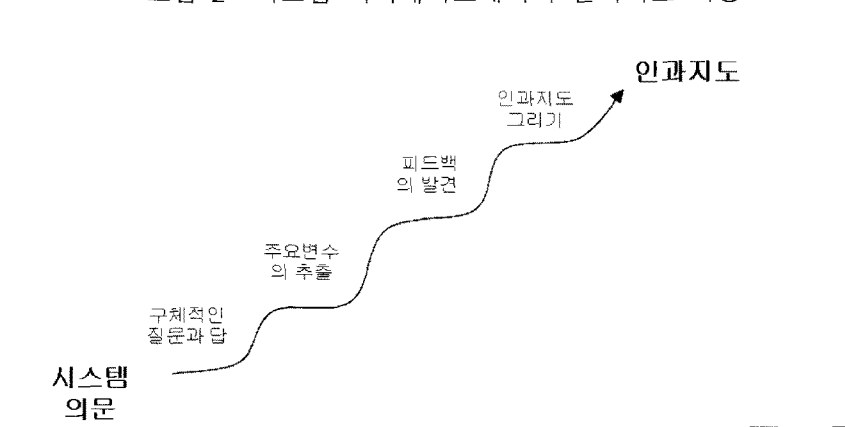 인과지도
인과지도
그리기
피드백
의 발견
주요변수
의 추출
구체적인
질문과 답
시스템
의문